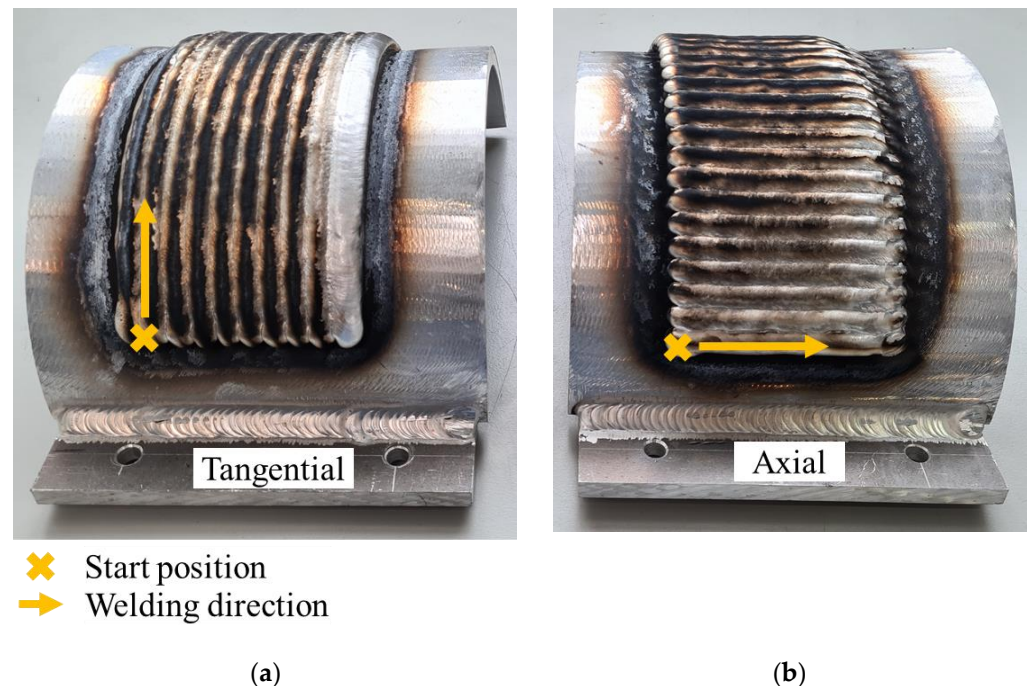 Tangential
Axial
Start position
Welding direction
(a)
(b)